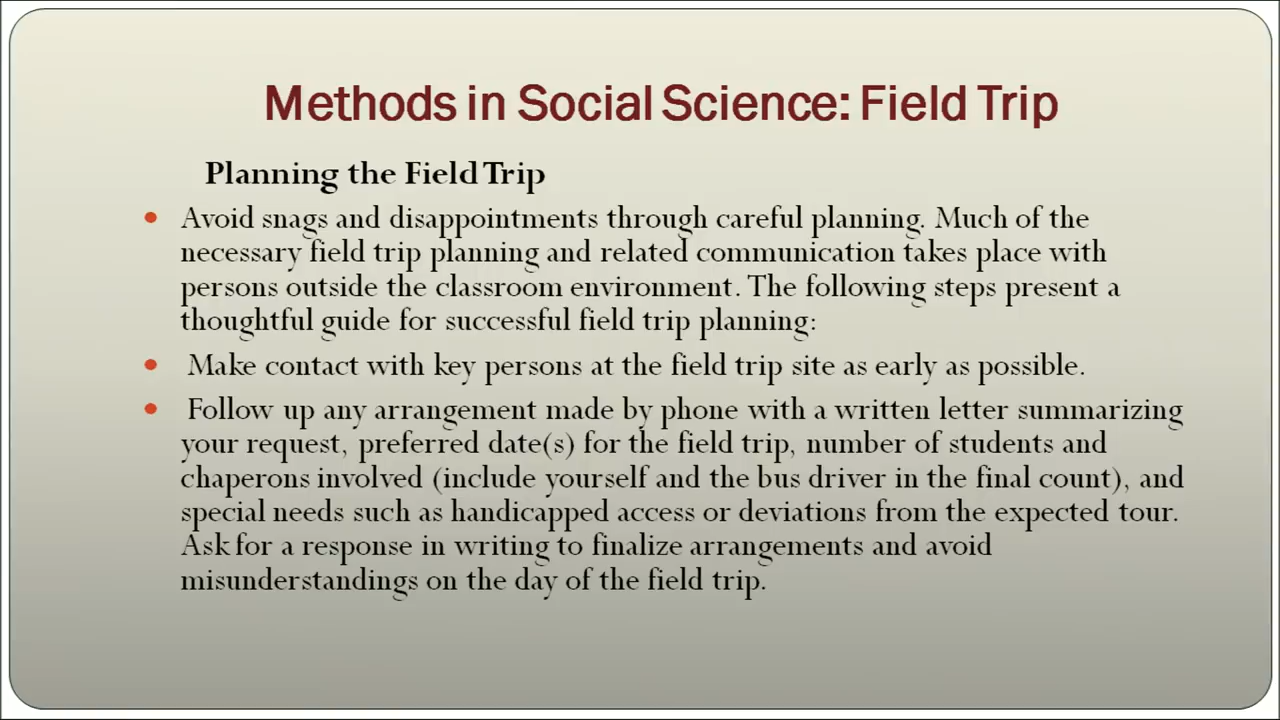 Methods in Social Science: Field Trip
Planning the Field Trip
• Avoid snags and disappointments through careful planning. Much of the
necessary field trip planning and related communication takes place with
persons outside the classroom environment. The following steps present a
thoughtful guide for successful field trip planning:
• Make contact with key persons at the field trip site as early as possible.
• Follow up any arrangement made by phone with a written letter summarizing
your request, preferred date(s) for the field trip, number of students and
chaperons involved (include yourself and the bus driver in the final count), and
special needs such as handicapped access or deviations from the expected tour.
Ask for a response in writing to finalize arrangements and avoid
misunderstandings on the day of the field trip.